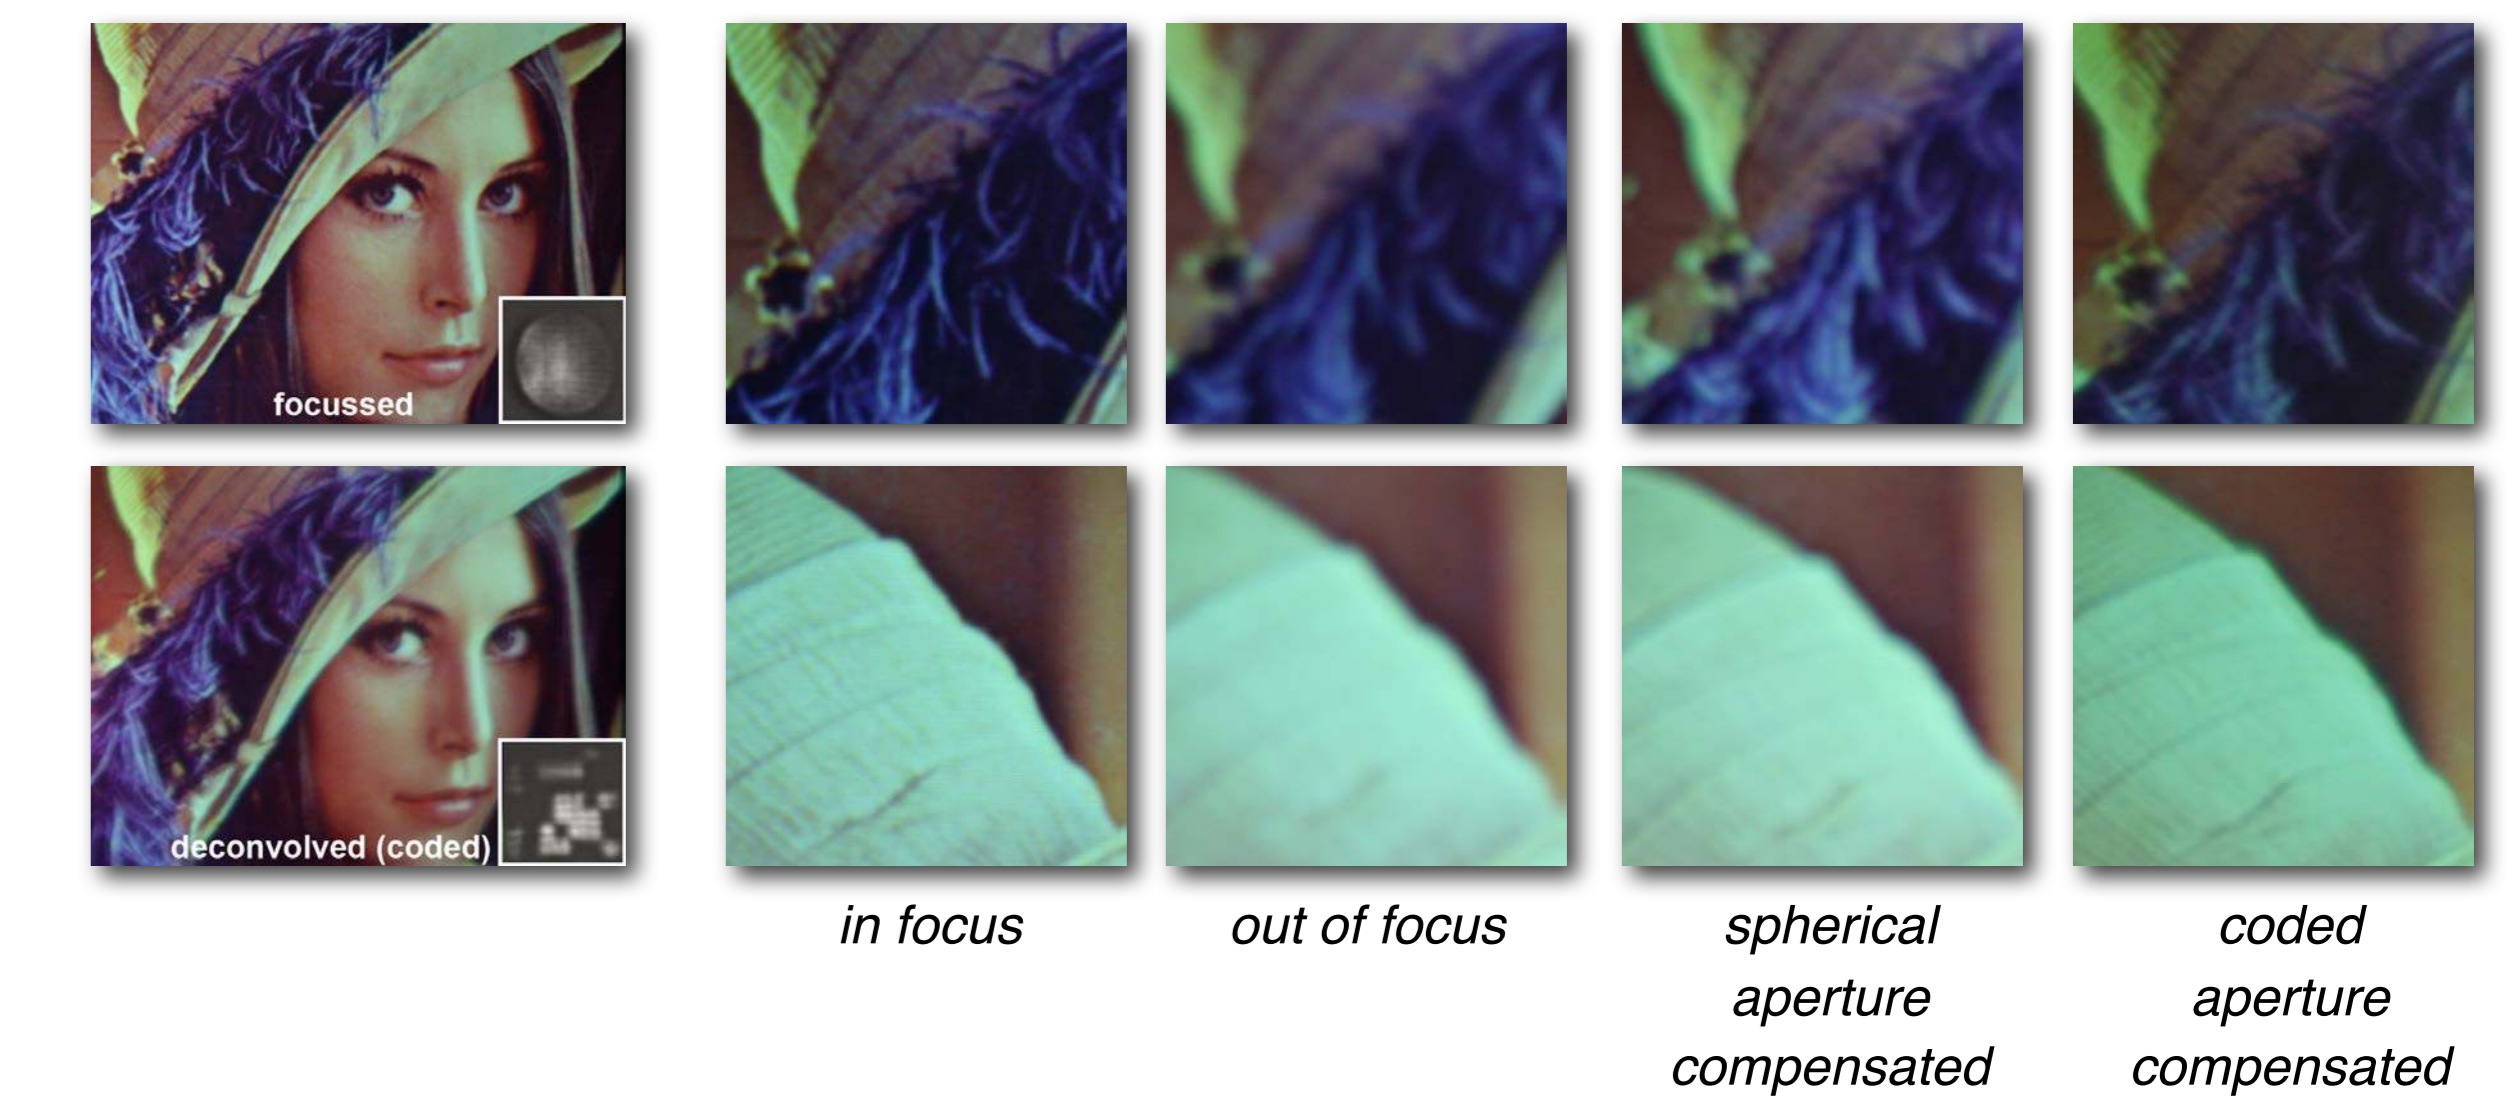 focussed
deconvolved (coded)
in focus
out of focus
spherical
aperture
compensated
coded
aperture
compensated